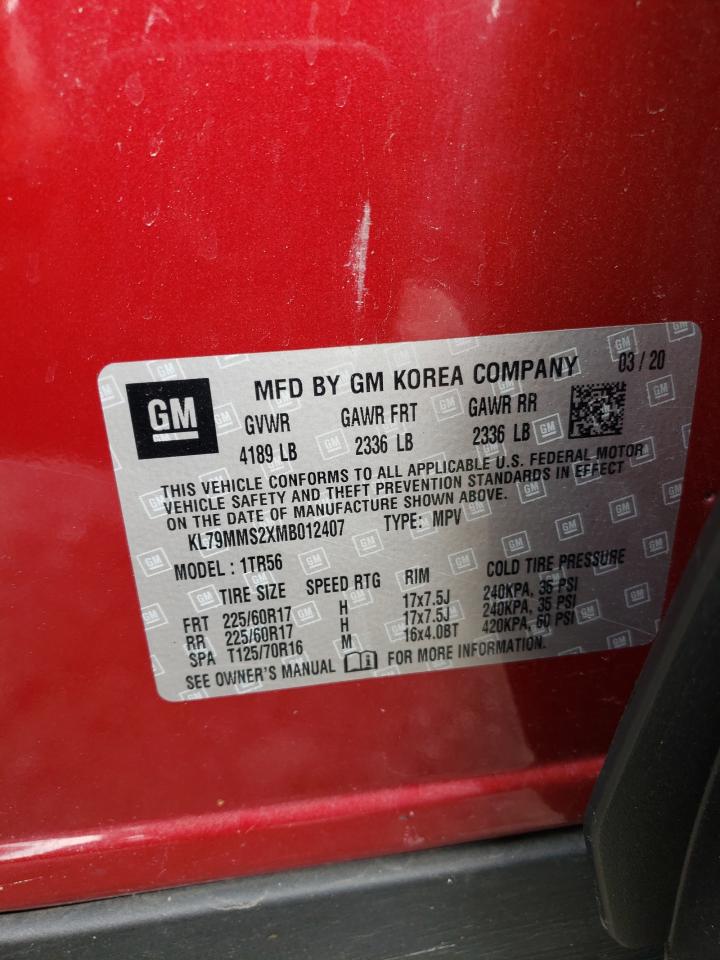 GM
MFD BY GM KOREA COMPANY 03 / 20
GVWR GAWR FRT GAWR RR
4189 LB 2336 LB 2336 LB
THIS VEHICLE CONFORMS TO ALL APPLICABLE U.S. FEDERAL MOTOR
VEHICLE SAFETY AND THEFT PREVENTION STANDARDS IN EFFECT
ON THE DATE OF MANUFACTURE SHOWN ABOVE.
KL79MMS2XMB012407 TYPE: MPV
MODEL : 1TR56
TIRE SIZE SPEED RTG RIM COLD TIRE PRESSURE
FRT 225/60R17 H 17x7.5J 240KPA, 35 PSI
RR 225/60R17 H 17x7.5J 240KPA, 35 PSI
SPA T125/70R16 M 16x4.0BT 420KPA, 60 PSI
SEE OWNER'S MANUAL FOR MORE INFORMATION.